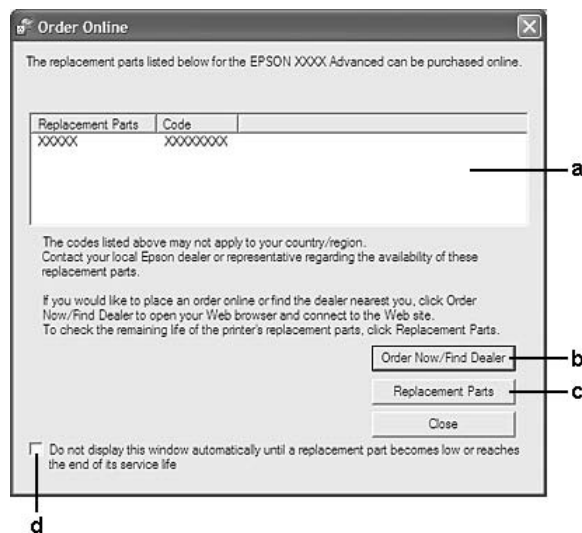 Order Online
The replacement parts listed below for the EPSON XXXX Advanced can be purchased online.
Replacement Parts Code
XXXXX XXXXXXXX
a
The codes listed above may not apply to your country/region.
Contact your local Epson dealer or representative regarding the availability of these
replacement parts.
If you would like to place an order online or find the dealer nearest you, click Order
Now/Find Dealer to open your Web browser and connect to the Web site.
To check the remaining life of the printer's replacement parts, click Replacement Parts.
Order Now/Find Dealer
b
Replacement Parts
c
Close
Do not display this window automatically until a replacement part becomes low or reaches
the end of its service life
d